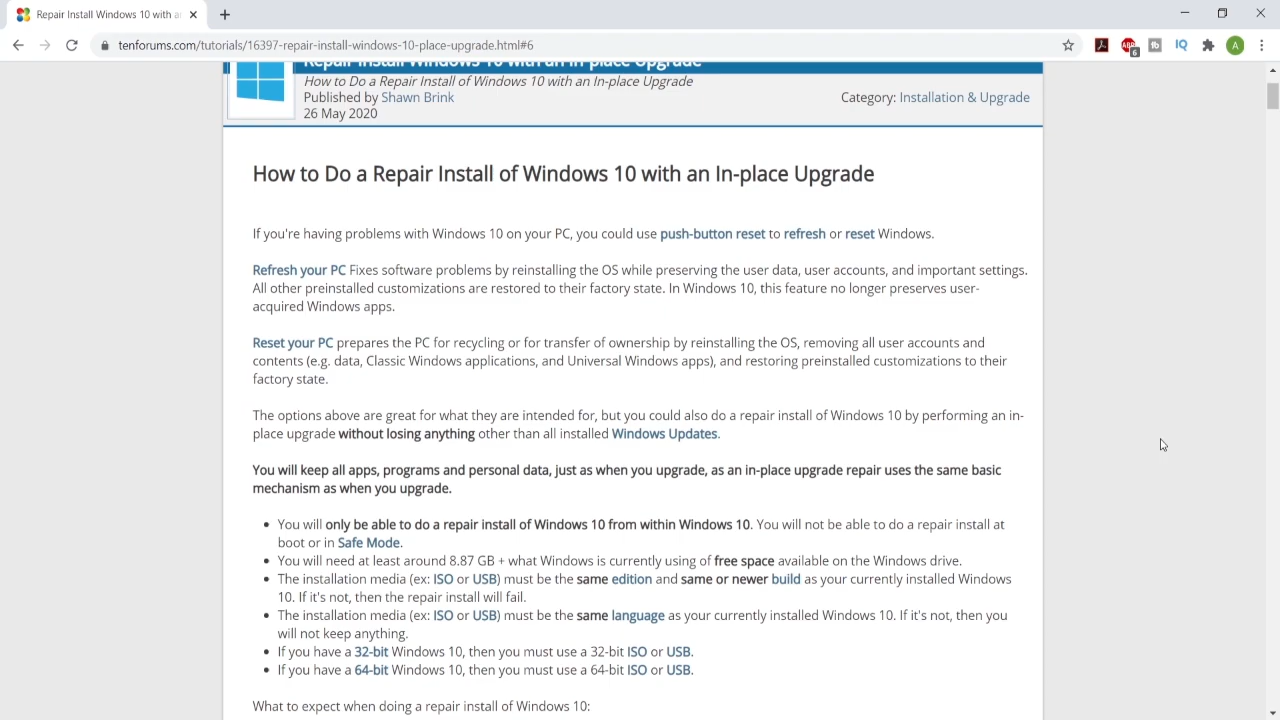 Repair Install Windows 10 with a
tenforums.com/tutorials/16397-repair-install-windows-10-place-upgrade.html#6
ABP
6
tb
IQ
A
Repair Install Windows 10 with an In-place Upgrade
How to Do a Repair Install of Windows 10 with an In-place Upgrade
Published by Shawn Brink
Category: Installation & Upgrade
26 May 2020
How to Do a Repair Install of Windows 10 with an In-place Upgrade
If you're having problems with Windows 10 on your PC, you could use push-button reset to refresh or reset Windows.
Refresh your PC Fixes software problems by reinstalling the OS while preserving the user data, user accounts, and important settings.
All other preinstalled customizations are restored to their factory state. In Windows 10, this feature no longer preserves user-
acquired Windows apps.
Reset your PC prepares the PC for recycling or for transfer of ownership by reinstalling the OS, removing all user accounts and
contents (e.g. data, Classic Windows applications, and Universal Windows apps), and restoring preinstalled customizations to their
factory state.
The options above are great for what they are intended for, but you could also do a repair install of Windows 10 by performing an in-
place upgrade without losing anything other than all installed Windows Updates.
You will keep all apps, programs and personal data, just as when you upgrade, as an in-place upgrade repair uses the same basic
mechanism as when you upgrade.
• You will only be able to do a repair install of Windows 10 from within Windows 10. You will not be able to do a repair install at
boot or in Safe Mode.
• You will need at least around 8.87 GB + what Windows is currently using of free space available on the Windows drive.
• The installation media (ex: ISO or USB) must be the same edition and same or newer build as your currently installed Windows
10. If it's not, then the repair install will fail.
• The installation media (ex: ISO or USB) must be the same language as your currently installed Windows 10. If it's not, then you
will not keep anything.
• If you have a 32-bit Windows 10, then you must use a 32-bit ISO or USB.
• If you have a 64-bit Windows 10, then you must use a 64-bit ISO or USB.
What to expect when doing a repair install of Windows 10: